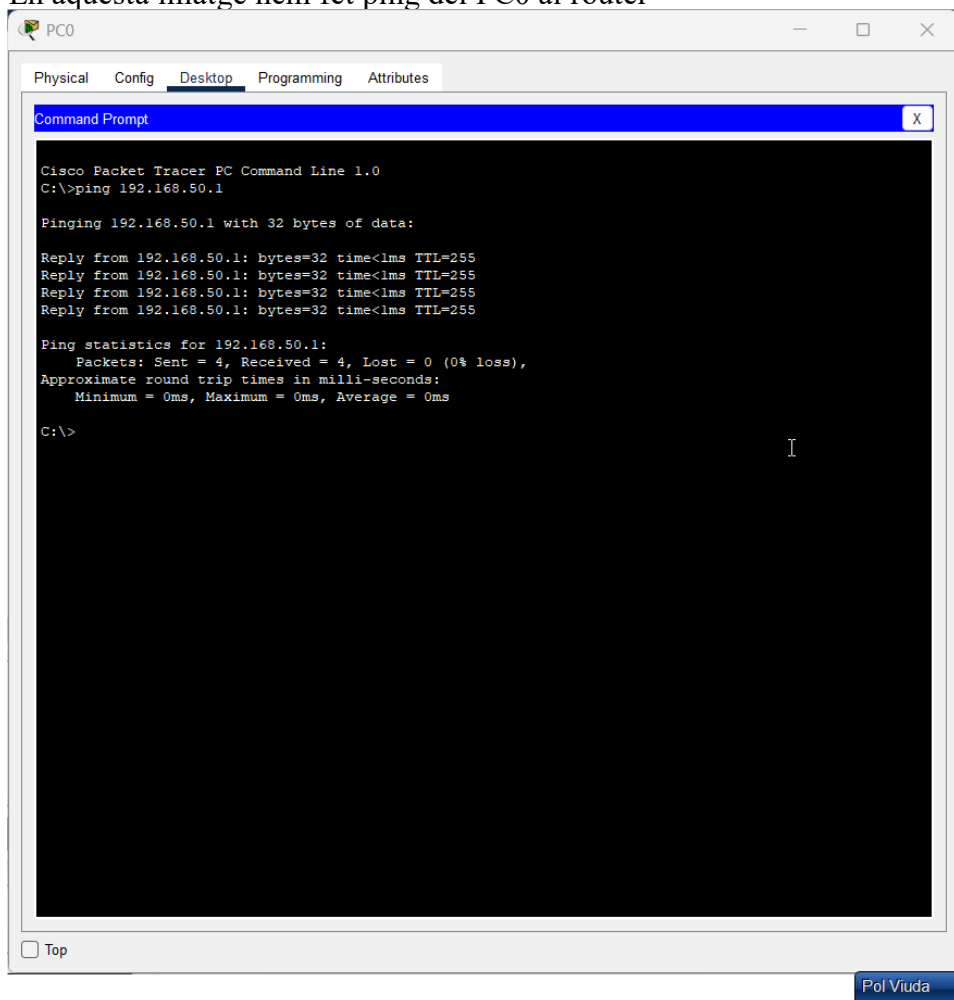 En aquesta imatge hem fet ping del PC0 al router
PC0
Physical Config Desktop Programming Attributes
Command Prompt
X
Cisco Packet Tracer PC Command Line 1.0
C:\>ping 192.168.50.1
Pinging 192.168.50.1 with 32 bytes of data:
Reply from 192.168.50.1: bytes=32 time<1ms TTL=255
Reply from 192.168.50.1: bytes=32 time<1ms TTL=255
Reply from 192.168.50.1: bytes=32 time<1ms TTL=255
Reply from 192.168.50.1: bytes=32 time<1ms TTL=255
Ping statistics for 192.168.50.1:
Packets: Sent = 4, Received = 4, Lost = 0 (0% loss),
Approximate round trip times in milli-seconds:
Minimum = 0ms, Maximum = 0ms, Average = 0ms
C:\>
Top
Pol Viuda